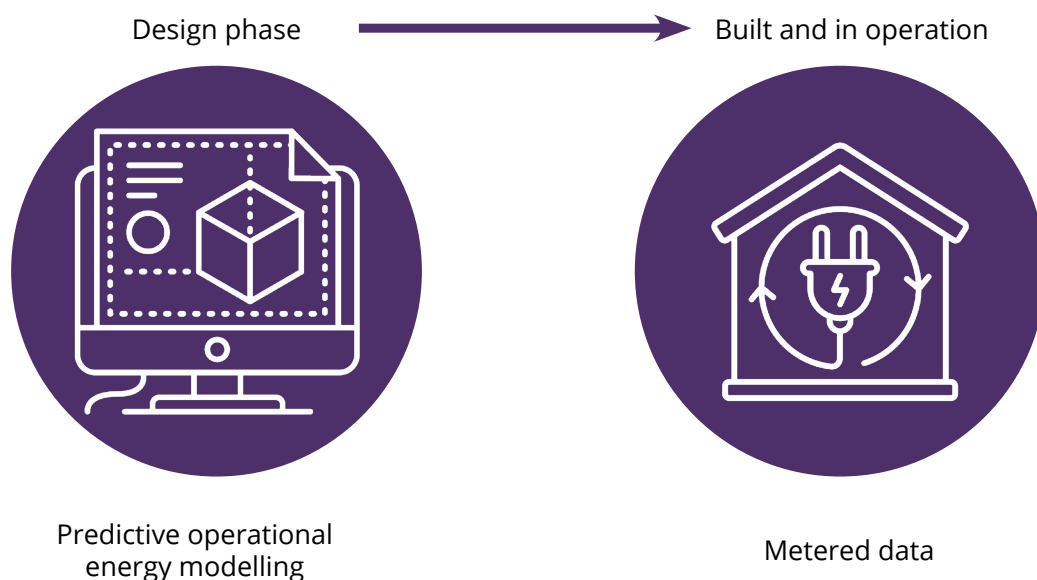 Design phase
Built and in operation
Predictive operational
energy modelling
Metered data